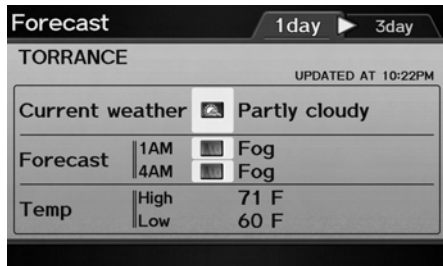 Forecast 1day 3day
TORRANCE
UPDATED AT 10:22PM
Current weather Partly cloudy
Forecast 1AM Fog
4AM Fog
Temp High 71 F
Low 60 F